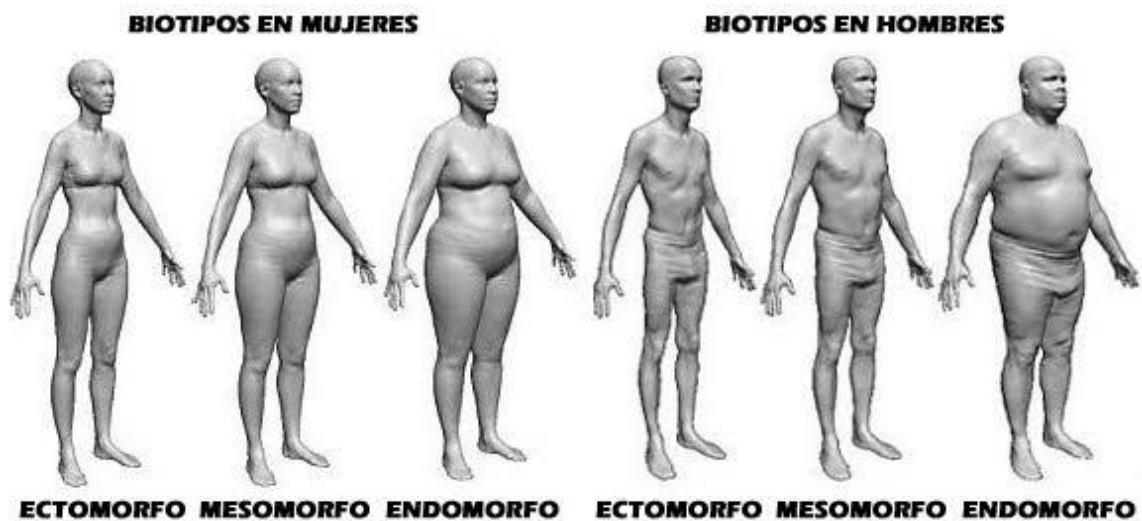 BIOTIPOS EN MUJERES
BIOTIPOS EN HOMBRES
ECTOMORFO MESOMORFO ENDOMORFO
ECTOMORFO MESOMORFO ENDOMORFO